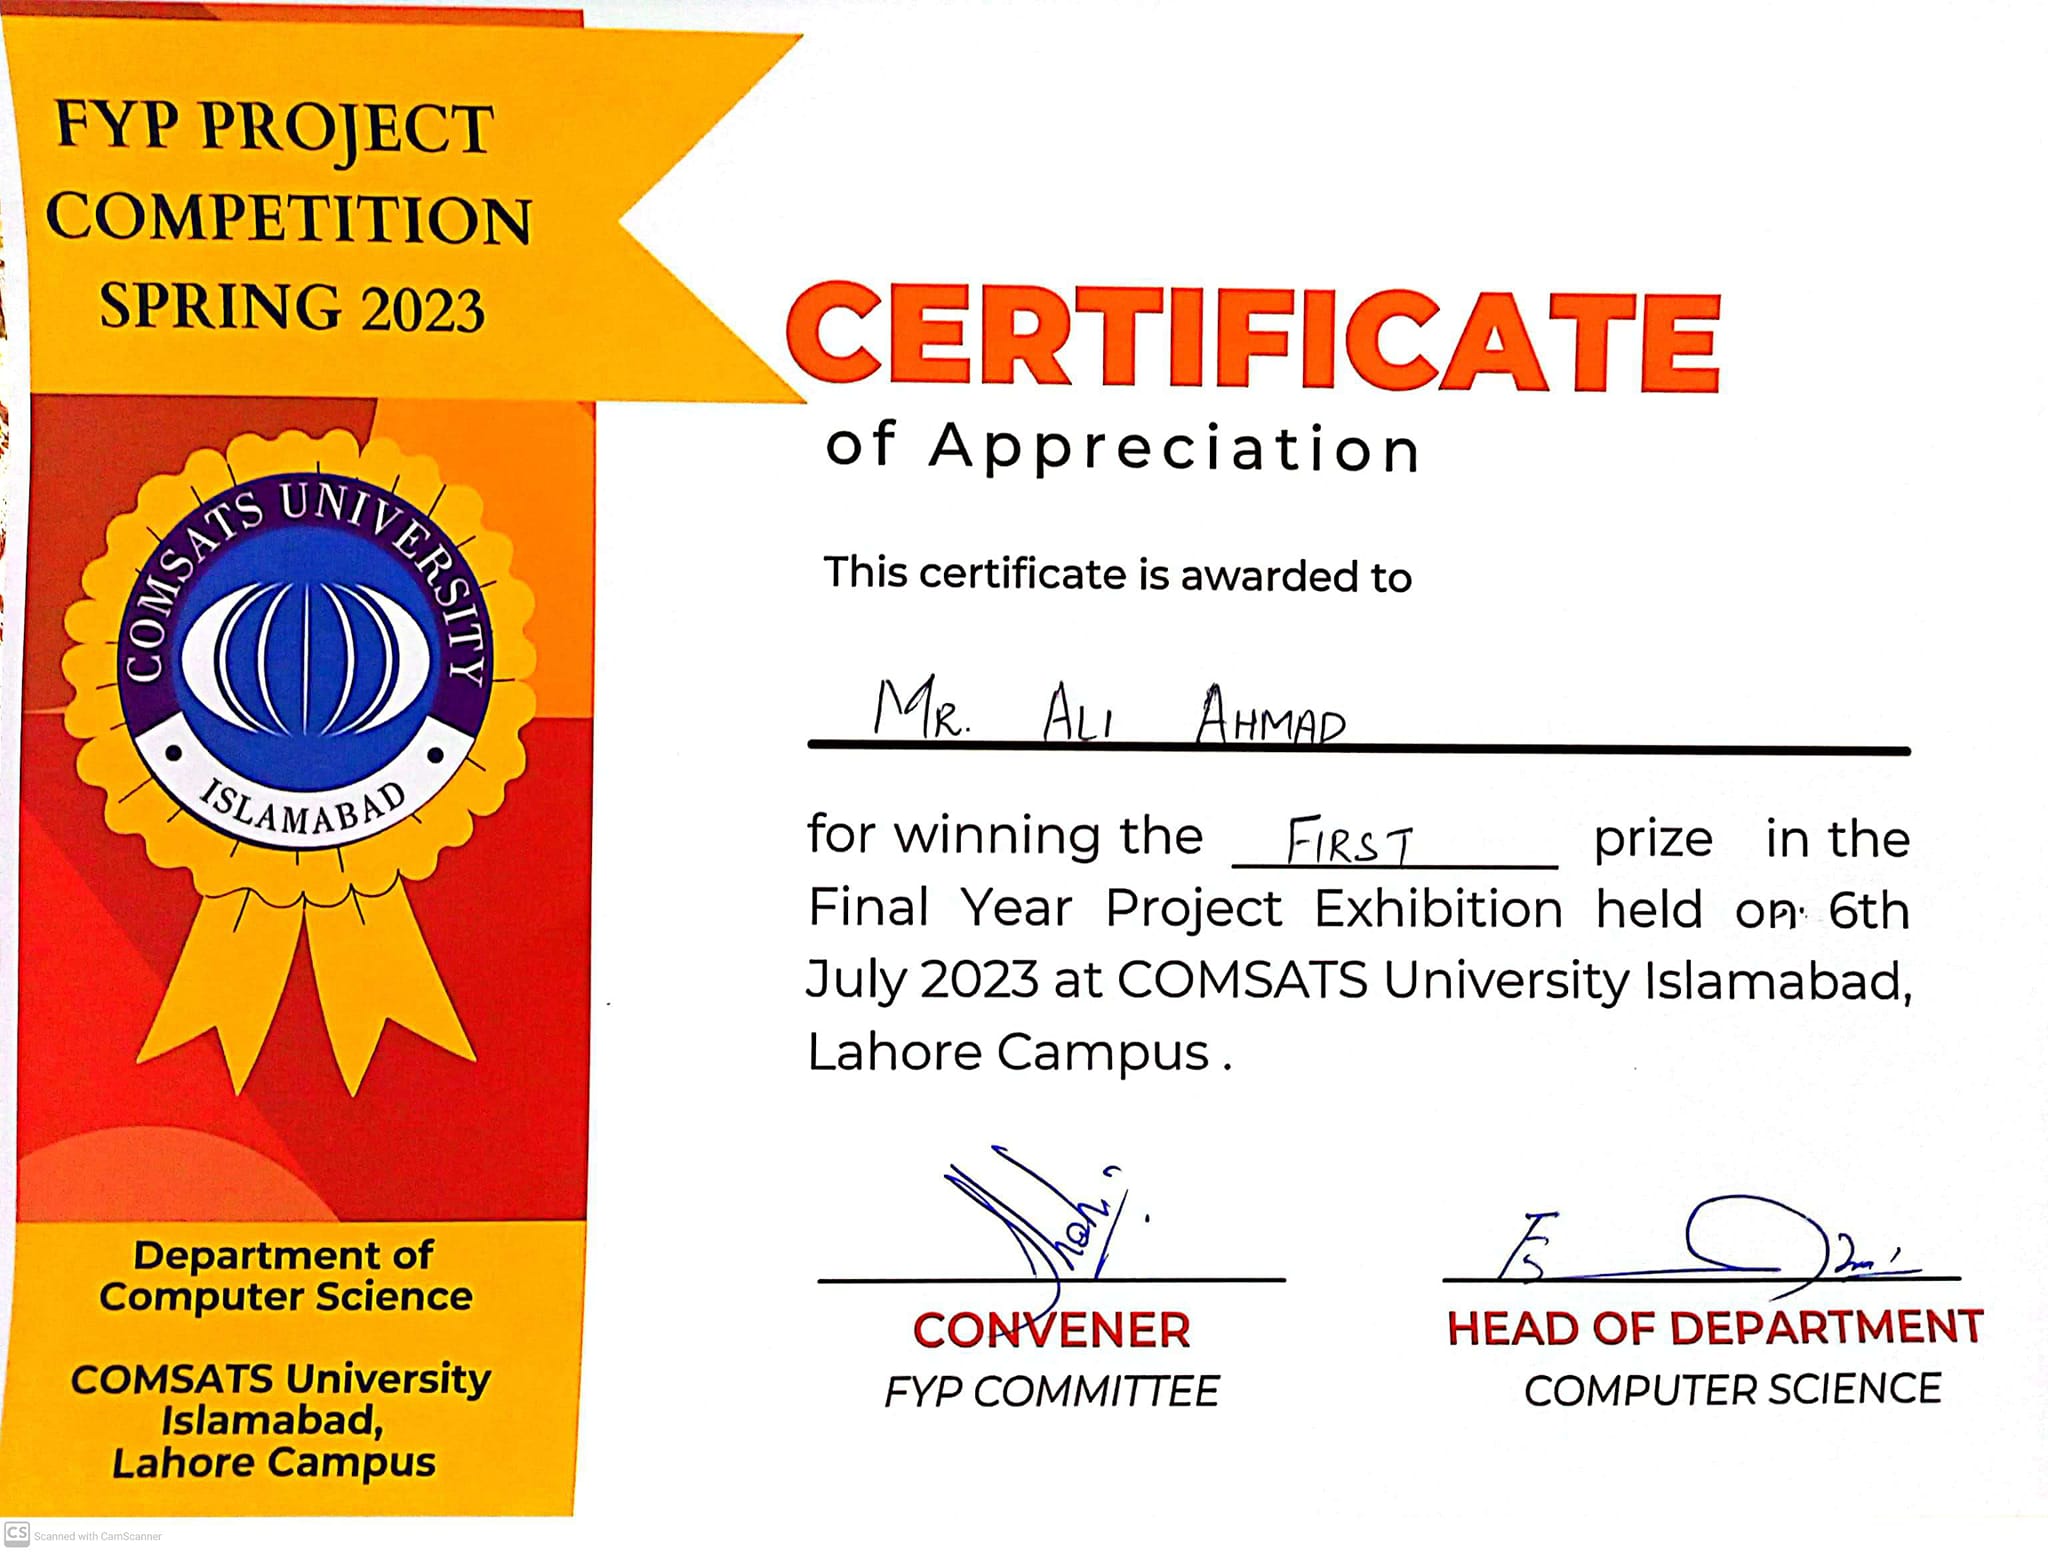 FYP PROJECT
COMPETITION
SPRING 2023
COMSATS UNIVERSITY
ISLAMABAD
Department of
Computer Science
COMSATS University
Islamabad,
Lahore Campus
CERTIFICATE
of Appreciation
This certificate is awarded to
MR. ALI AHMAD
for winning the FIRST prize in the
Final Year Project Exhibition held on 6th
July 2023 at COMSATS University Islamabad,
Lahore Campus .
CONVENER
FYP COMMITTEE
HEAD OF DEPARTMENT
COMPUTER SCIENCE
CS Scanned with CamScanner